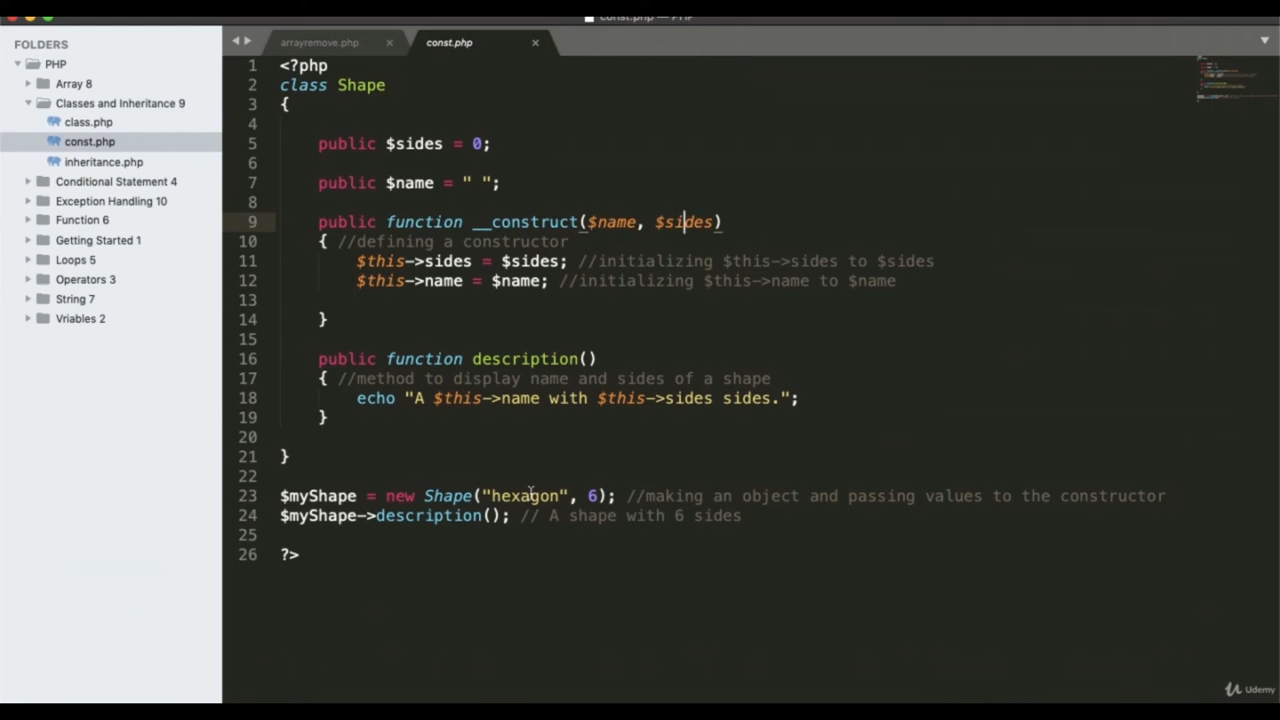 const.php — PHP
FOLDERS
PHP
Array 8
Classes and Inheritance 9
class.php
const.php
inheritance.php
Conditional Statement 4
Exception Handling 10
Function 6
Getting Started 1
Loops 5
Operators 3
String 7
Vriables 2
arrayremove.php
const.php
1 <?php
2 class Shape
3 {
4
5 public $sides = 0;
6
7 public $name = " ";
8
9 public function __construct($name, $sides)
10 { //defining a constructor
11 $this->sides = $sides; //initializing $this->sides to $sides
12 $this->name = $name; //initializing $this->name to $name
13
14 }
15
16 public function description()
17 { //method to display name and sides of a shape
18 echo "A $this->name with $this->sides sides.";
19 }
20
21 }
22
23 $myShape = new Shape("hexagon", 6); //making an object and passing values to the constructor
24 $myShape->description(); // A shape with 6 sides
25
26 ?>
Udemy